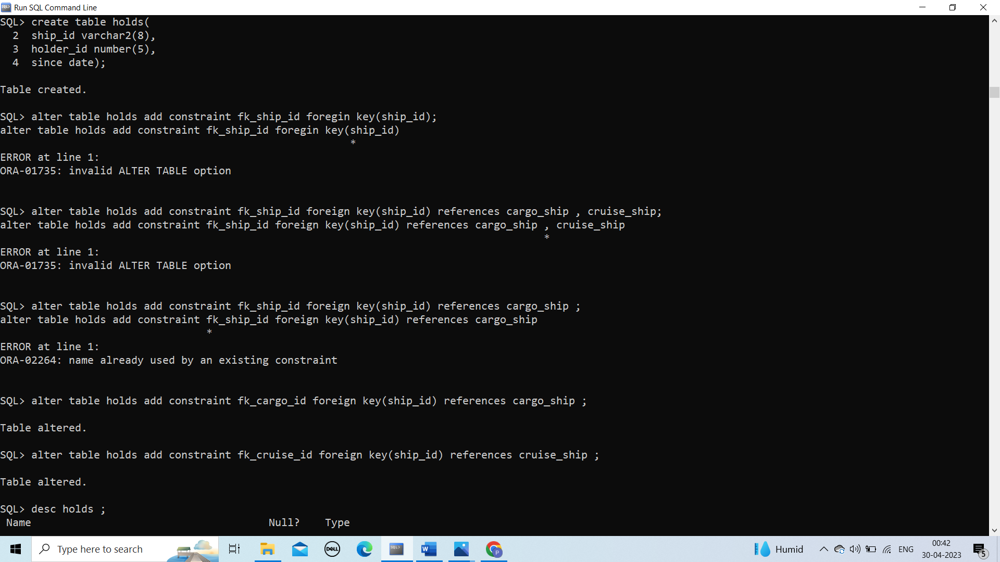 Run SQL Command Line
SQL> create table holds(
  2  ship_id varchar2(8),
  3  holder_id number(5),
  4  since date);
Table created.
SQL> alter table holds add constraint fk_ship_id foregin key(ship_id);
alter table holds add constraint fk_ship_id foregin key(ship_id)
*
ERROR at line 1:
ORA-01735: invalid ALTER TABLE option
SQL> alter table holds add constraint fk_ship_id foreign key(ship_id) references cargo_ship , cruise_ship;
alter table holds add constraint fk_ship_id foreign key(ship_id) references cargo_ship , cruise_ship
*
ERROR at line 1:
ORA-01735: invalid ALTER TABLE option
SQL> alter table holds add constraint fk_ship_id foreign key(ship_id) references cargo_ship ;
alter table holds add constraint fk_ship_id foreign key(ship_id) references cargo_ship
*
ERROR at line 1:
ORA-02264: name already used by an existing constraint
SQL> alter table holds add constraint fk_cargo_id foreign key(ship_id) references cargo_ship ;
Table altered.
SQL> alter table holds add constraint fk_cruise_id foreign key(ship_id) references cruise_ship ;
Table altered.
SQL> desc holds ;
Name Null? Type
Type here to search
DELL
SQL>
W
P
Humid
ENG
00:42
30-04-2023
5